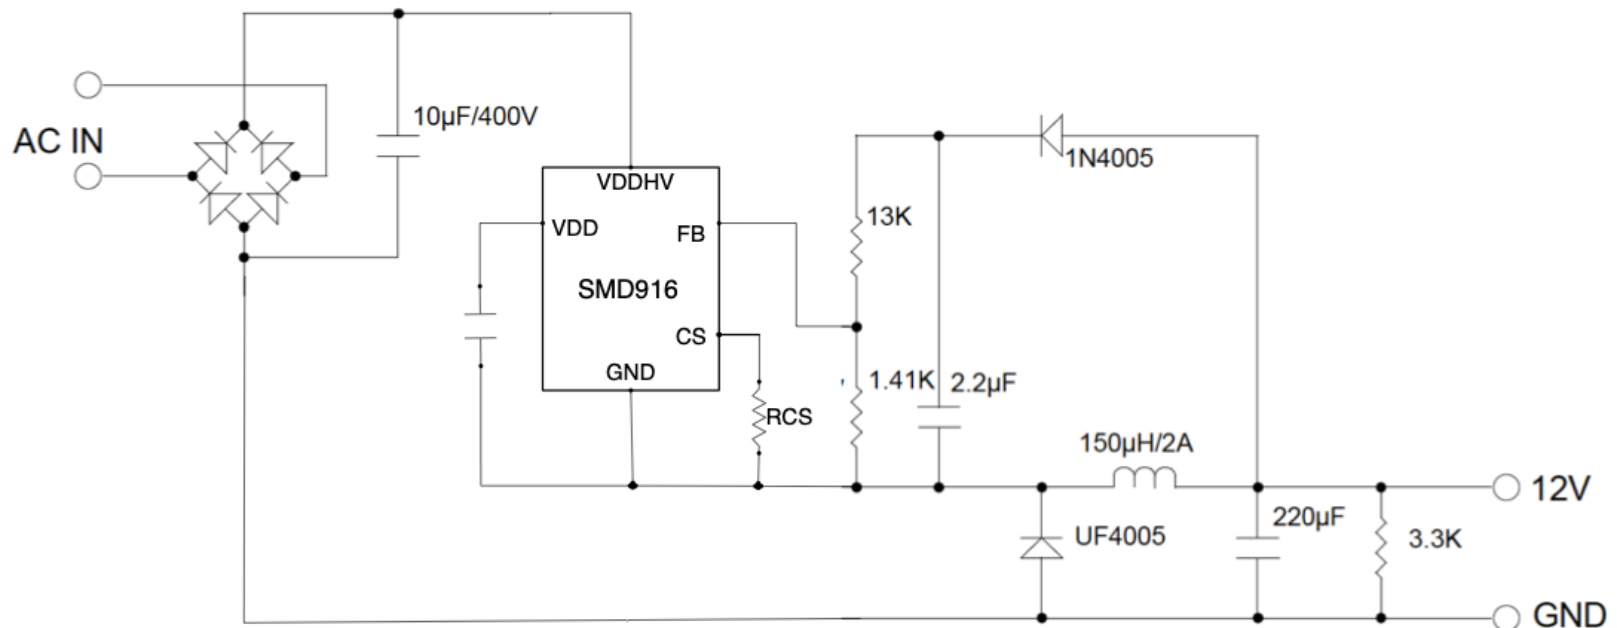 10µF/400V
AC IN
1N4005
VDDHV
VDD
FB
13K
SMD916
CS
GND
1.41K
2.2µF
RCS
150µH/2A
12V
220µF
UF4005
3.3K
GND